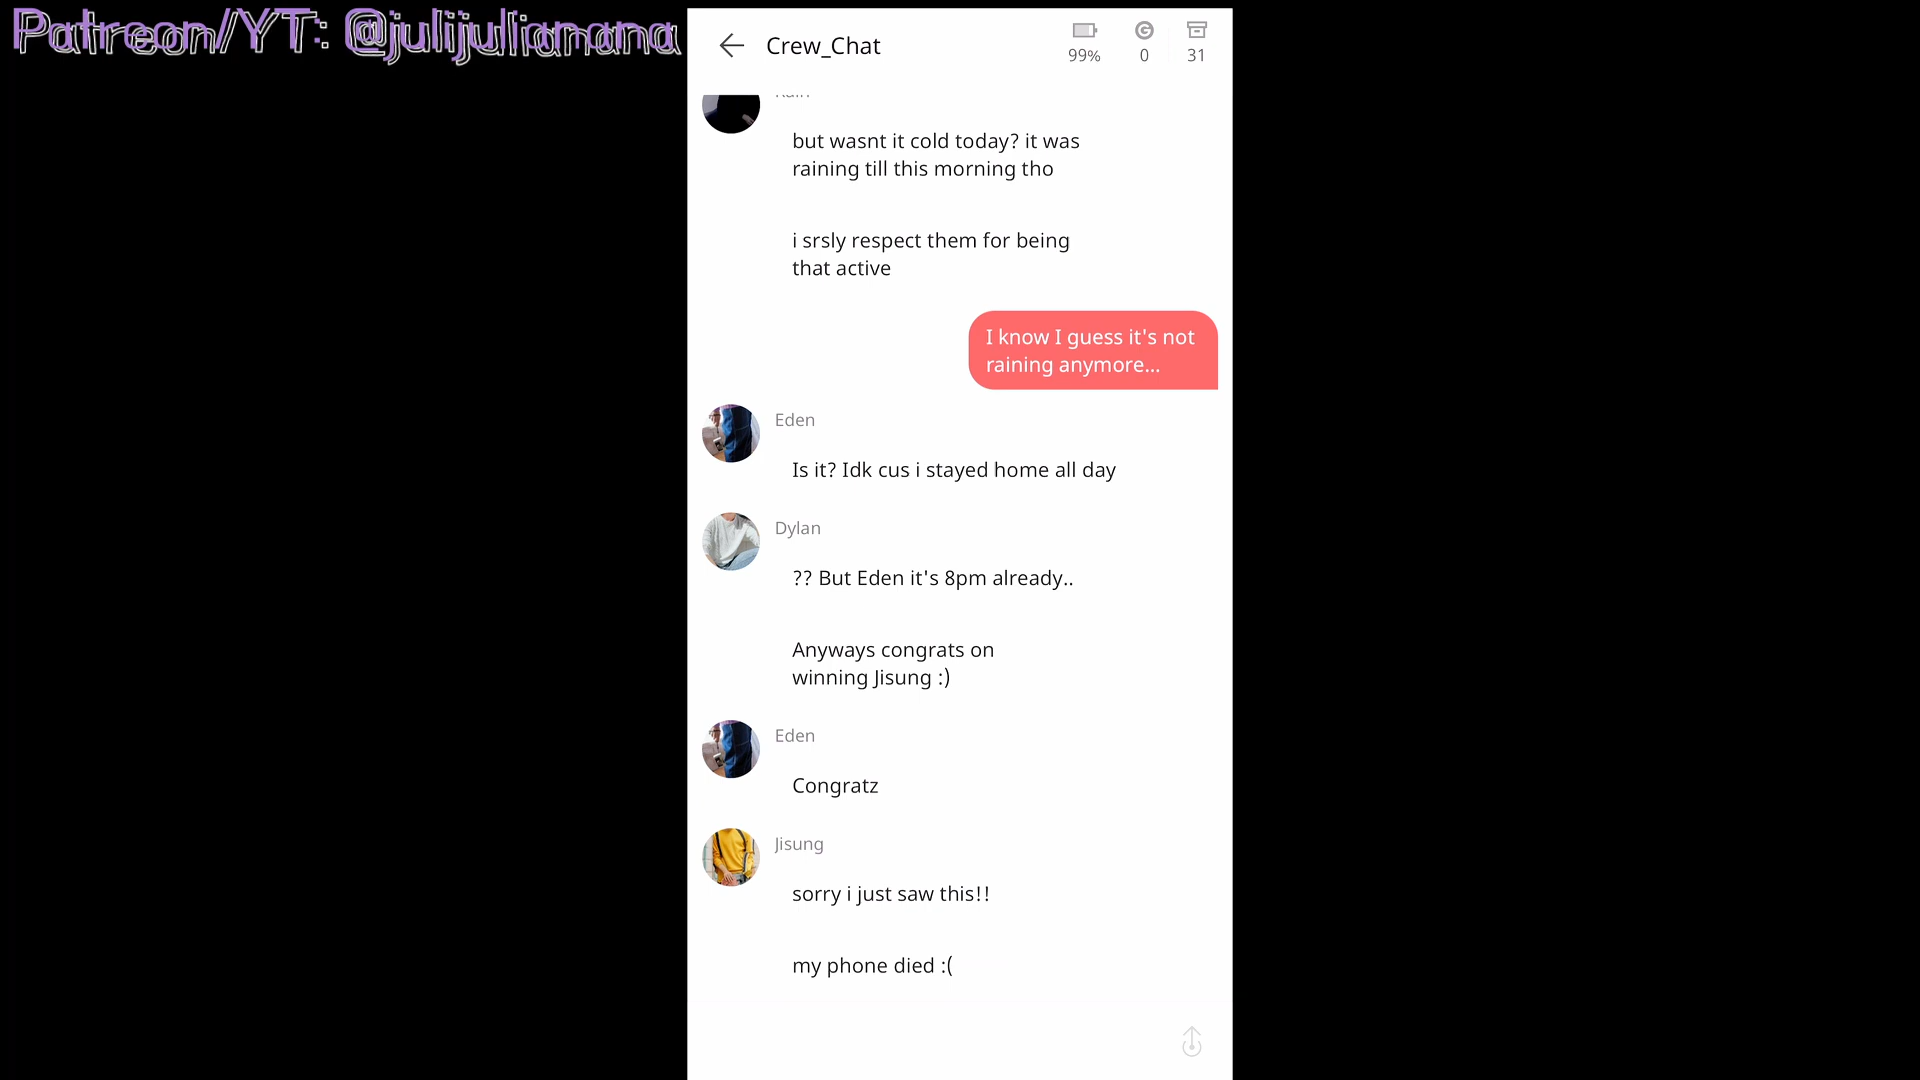 Patreon/YT: @julijulianana
Crew_Chat
99%
0
31
but wasnt it cold today? it was
raining till this morning tho
i srsly respect them for being
that active
I know I guess it's not
raining anymore...
Eden
Is it? Idk cus i stayed home all day
Dylan
?? But Eden it's 8pm already..
Anyways congrats on
winning Jisung :)
Eden
Congratz
Jisung
sorry i just saw this!!
my phone died :(